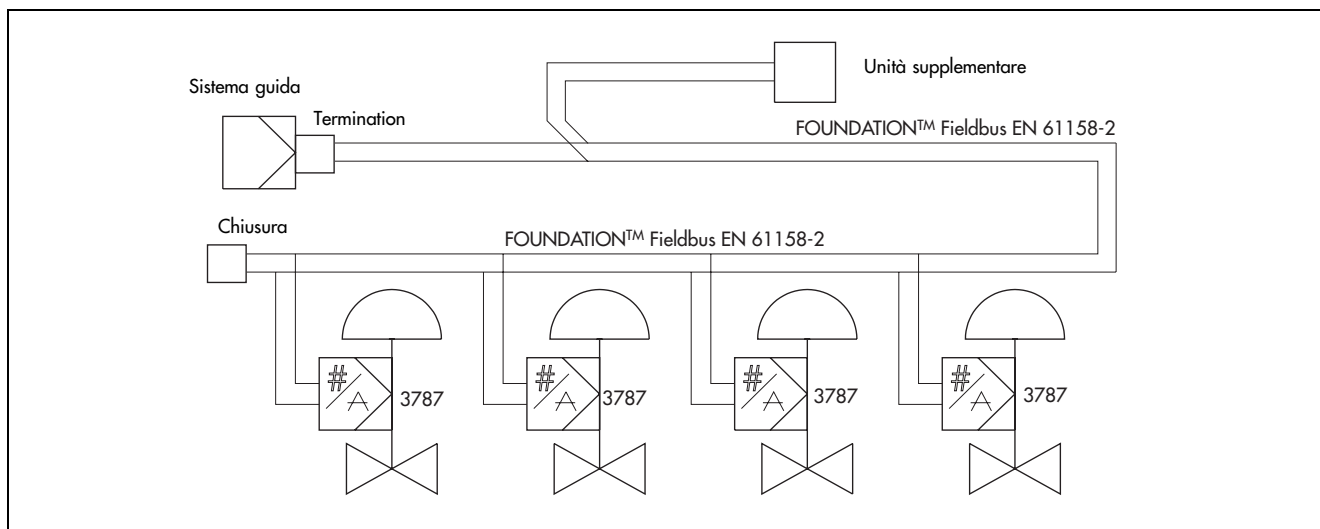 Unità supplementare
Sistema guida
Termination
FOUNDATION™ Fieldbus EN 61158-2
Chiusura
FOUNDATION™ Fieldbus EN 61158-2
# A 3787
# A 3787
# A 3787
# A 3787